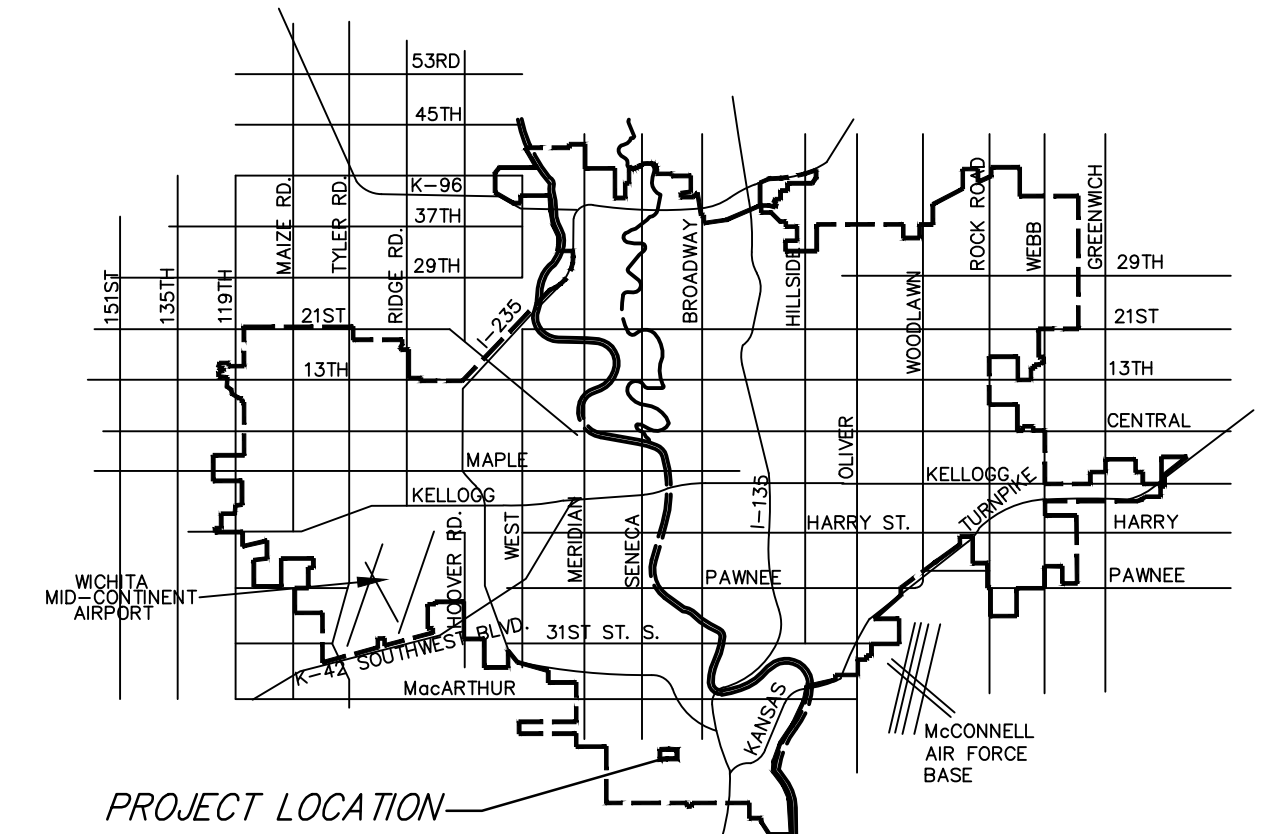 53RD
45TH
K-96
37TH
29TH
21ST
13TH
MAIZE RD.
TYLER RD.
RIDGE RD.
151ST
135TH
119TH
I-235
BROADWAY
HILLSIDE
WOODLAWN
ROCK ROAD
WEBB
GREENWICH
29TH
21ST
13TH
CENTRAL
OLIVER
MAPLE
KELLOGG
KELLOGG
TURNPIKE
I-135
HARRY ST.
HARRY
HOOVER RD.
WEST
MERIDIAN
SENECA
PAWNEE
PAWNEE
WICHITA
MID-CONTINENT
AIRPORT
31ST ST. S.
K-42 SOUTHWEST BLVD.
MacARTHUR
KANSAS
McCONNELL
AIR FORCE
BASE
PROJECT LOCATION